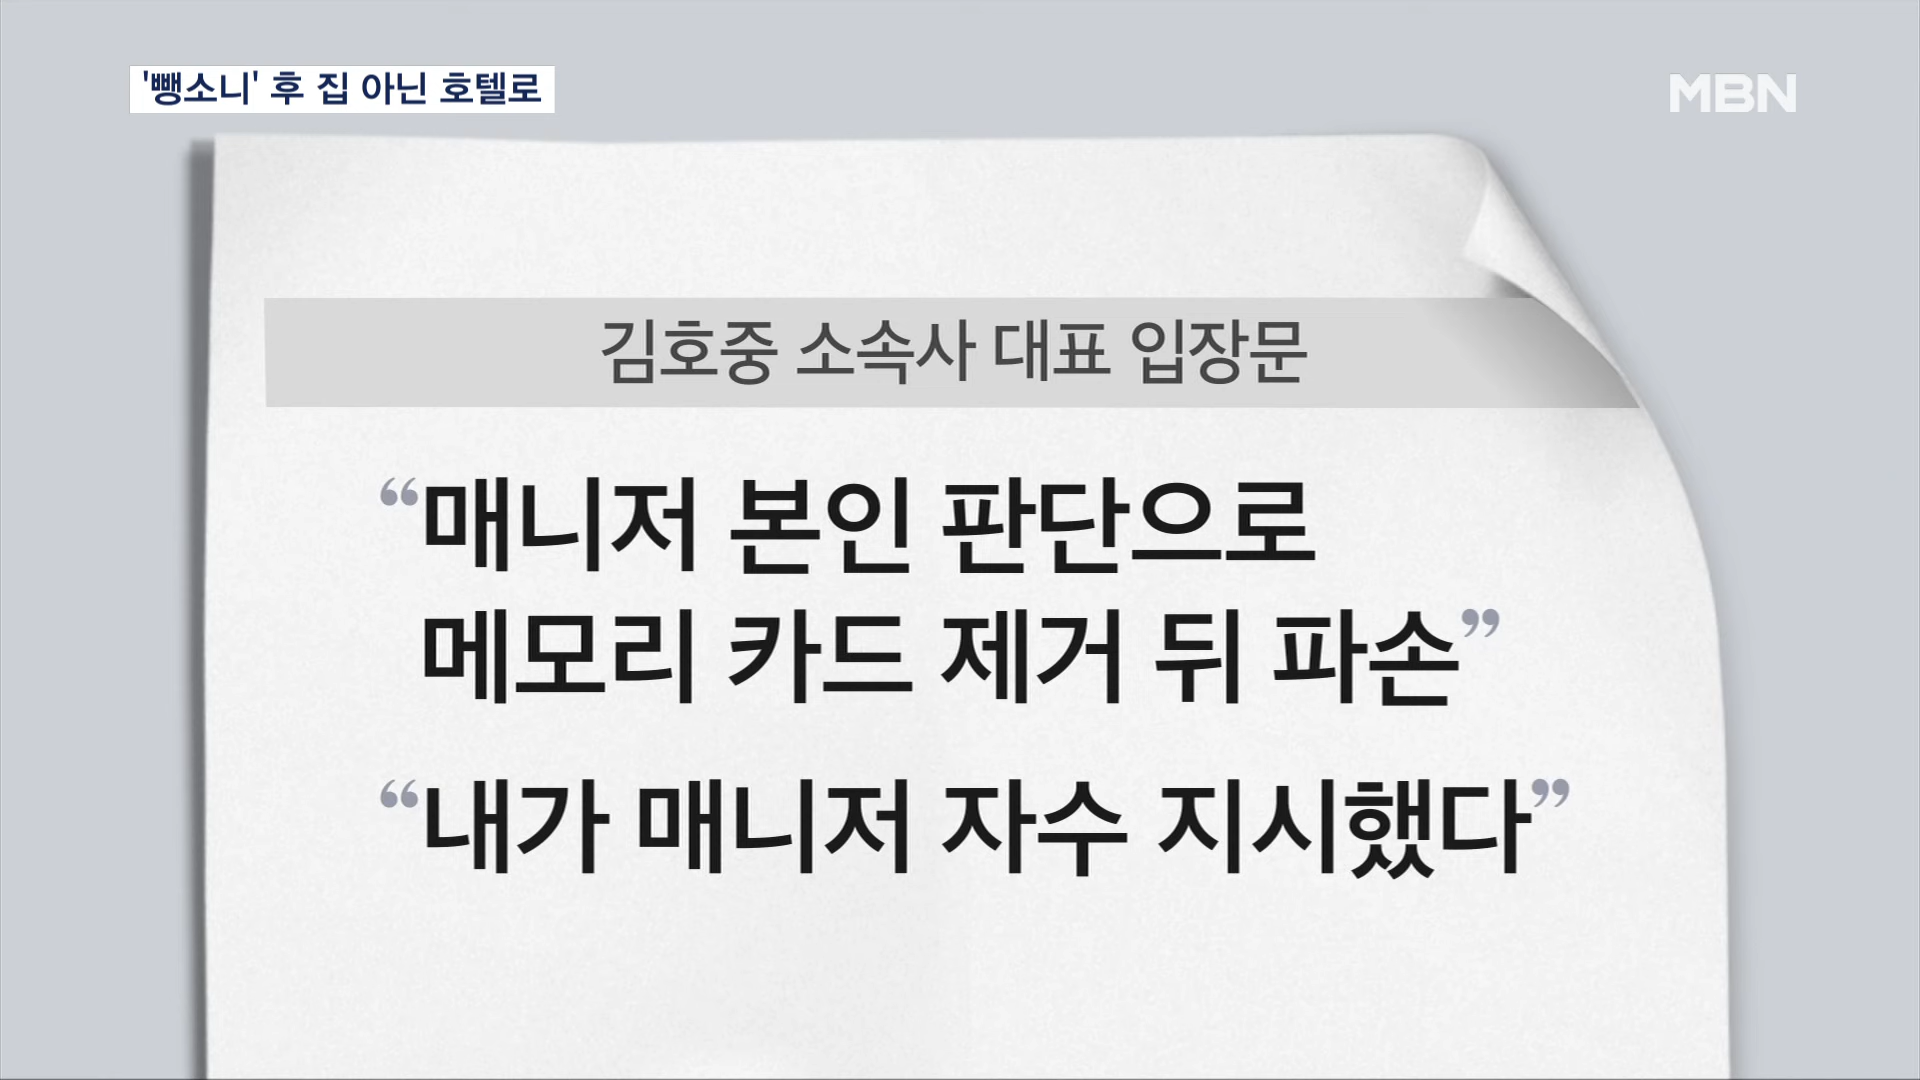 '뺑소니' 후 집 아닌 호텔로
MBN
김호중 소속사 대표 입장문
“매니저 본인 판단으로
메모리 카드 제거 뒤 파손”
“내가 매니저 자수 지시했다”